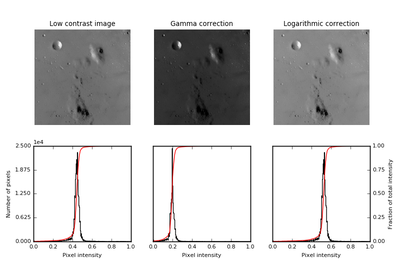 Low contrast image
Gamma correction
Logarithmic correction
1e4
Number of pixels
2.500
1.875
1.250
0.625
0.000
0.0 0.2 0.4 0.6 0.8 1.0
Pixel intensity
0.0 0.2 0.4 0.6 0.8 1.0
Pixel intensity
0.0 0.2 0.4 0.6 0.8 1.0
Pixel intensity
1.00
0.75
0.50
0.25
0.00
Fraction of total intensity